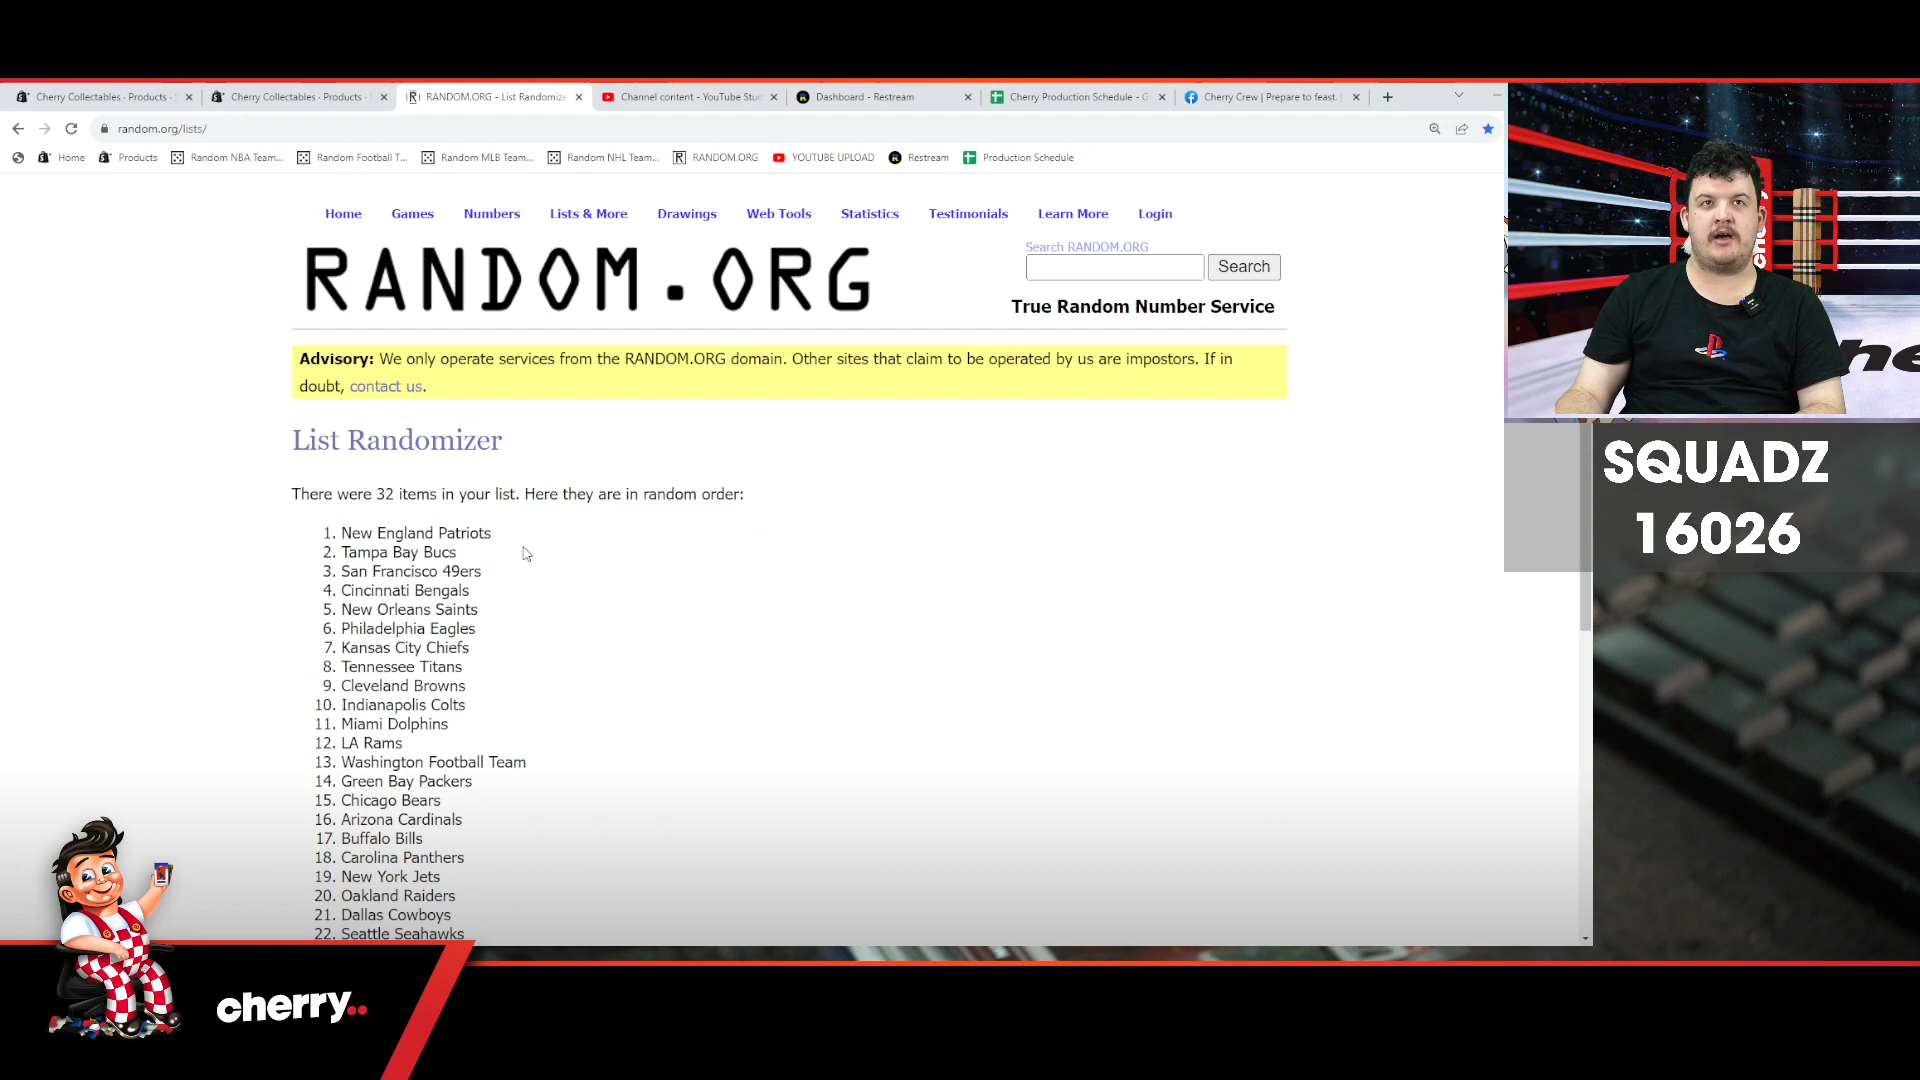 Cherry Collectables · Products ·
Cherry Collectables · Products ·
RANDOM.ORG - List Randomize
Channel content - YouTube Stud
Dashboard - Restream
Cherry Production Schedule - G
Cherry Crew | Prepare to feast. |
random.org/lists/
Home
Products
Random NBA Team...
Random Football T...
Random MLB Team...
Random NHL Team...
RANDOM.ORG
YOUTUBE UPLOAD
Restream
Production Schedule
Home Games Numbers Lists & More Drawings Web Tools Statistics Testimonials Learn More Login
RANDOM.ORG
Search RANDOM.ORG
Search
True Random Number Service
Advisory: We only operate services from the RANDOM.ORG domain. Other sites that claim to be operated by us are impostors. If in
doubt, contact us.
List Randomizer
There were 32 items in your list. Here they are in random order:
1. New England Patriots
2. Tampa Bay Bucs
3. San Francisco 49ers
4. Cincinnati Bengals
5. New Orleans Saints
6. Philadelphia Eagles
7. Kansas City Chiefs
8. Tennessee Titans
9. Cleveland Browns
10. Indianapolis Colts
11. Miami Dolphins
12. LA Rams
13. Washington Football Team
14. Green Bay Packers
15. Chicago Bears
16. Arizona Cardinals
17. Buffalo Bills
18. Carolina Panthers
19. New York Jets
20. Oakland Raiders
21. Dallas Cowboys
22. Seattle Seahawks
SQUADZ
16026
cherry..